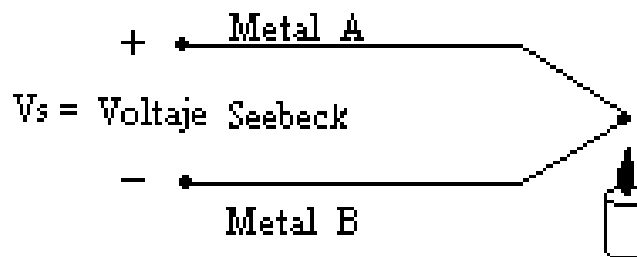 + Metal A
Vs = Voltaje Seebeck
−
Metal B